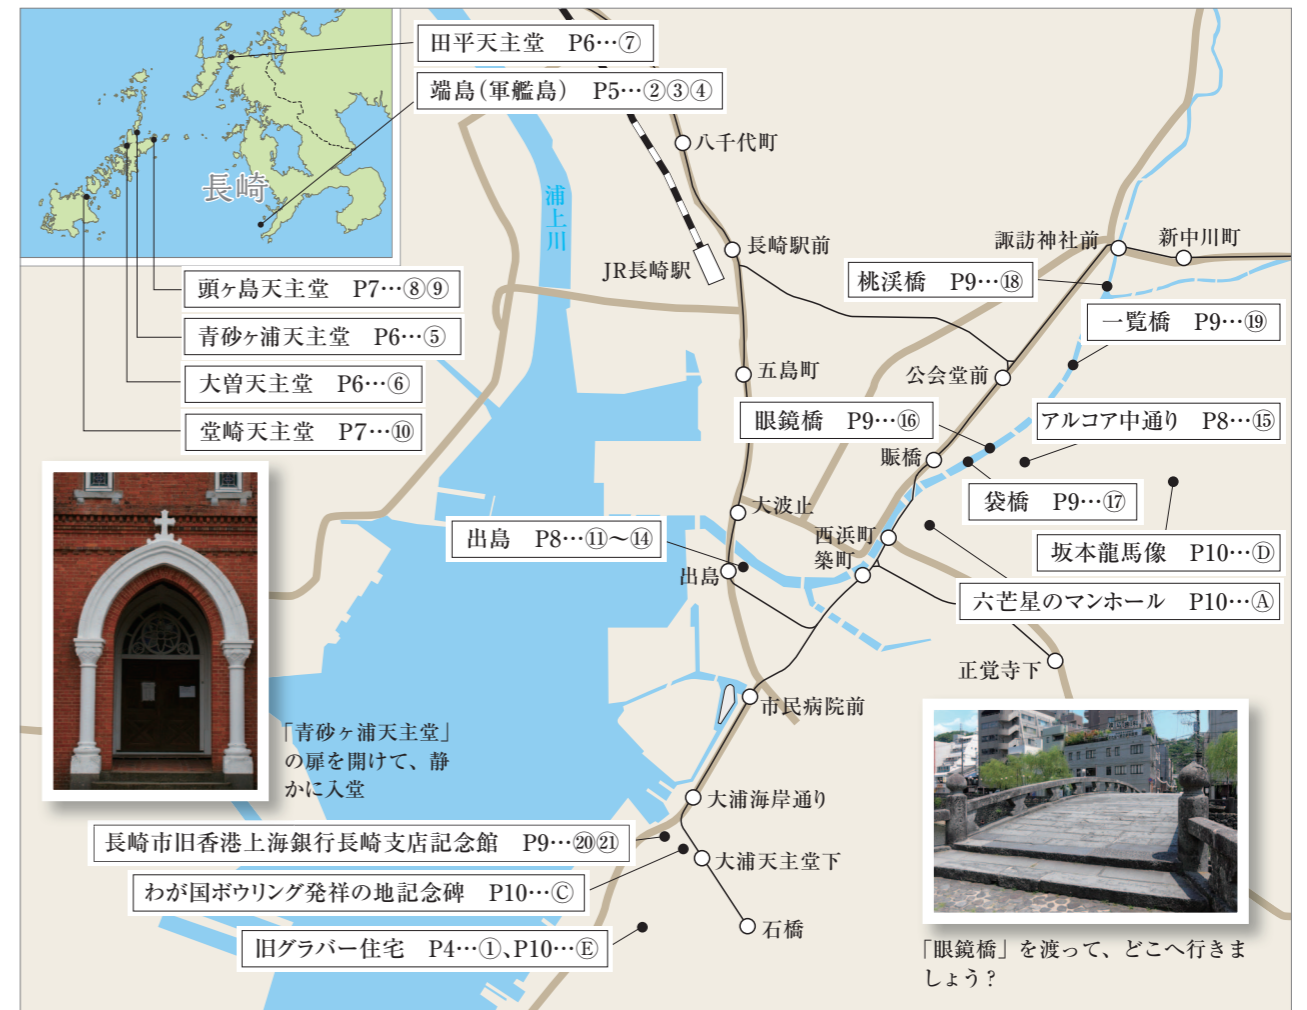 田平天主堂 P6…⑦
端島(軍艦島) P5…②③④
八千代町
浦上川
長崎
長崎駅前
JR長崎駅
諏訪神社前
新中川町
桃渓橋 P9…⑱
頭ヶ島天主堂 P7…⑧⑨
一覧橋 P9…⑲
青砂ヶ浦天主堂 P6…⑤
大曽天主堂 P6…⑥
五島町
公会堂前
堂崎天主堂 P7…⑩
眼鏡橋 P9…⑯
アルコア中通り P8…⑮
賑橋
袋橋 P9…⑰
大波止
出島 P8…⑪〜⑭
西浜町
築町
坂本龍馬像 P10…Ⓓ
出島
六芒星のマンホール P10…Ⓐ
正覚寺下
市民病院前
「青砂ヶ浦天主堂」
の扉を開けて、静
かに入堂
大浦海岸通り
長崎市旧香港上海銀行長崎支店記念館 P9…⑳㉑
大浦天主堂下
わが国ボウリング発祥の地記念碑 P10…Ⓒ
石橋
旧グラバー住宅 P4…①、P10…Ⓔ
「眼鏡橋」を渡って、どこへ行きま
しょう?